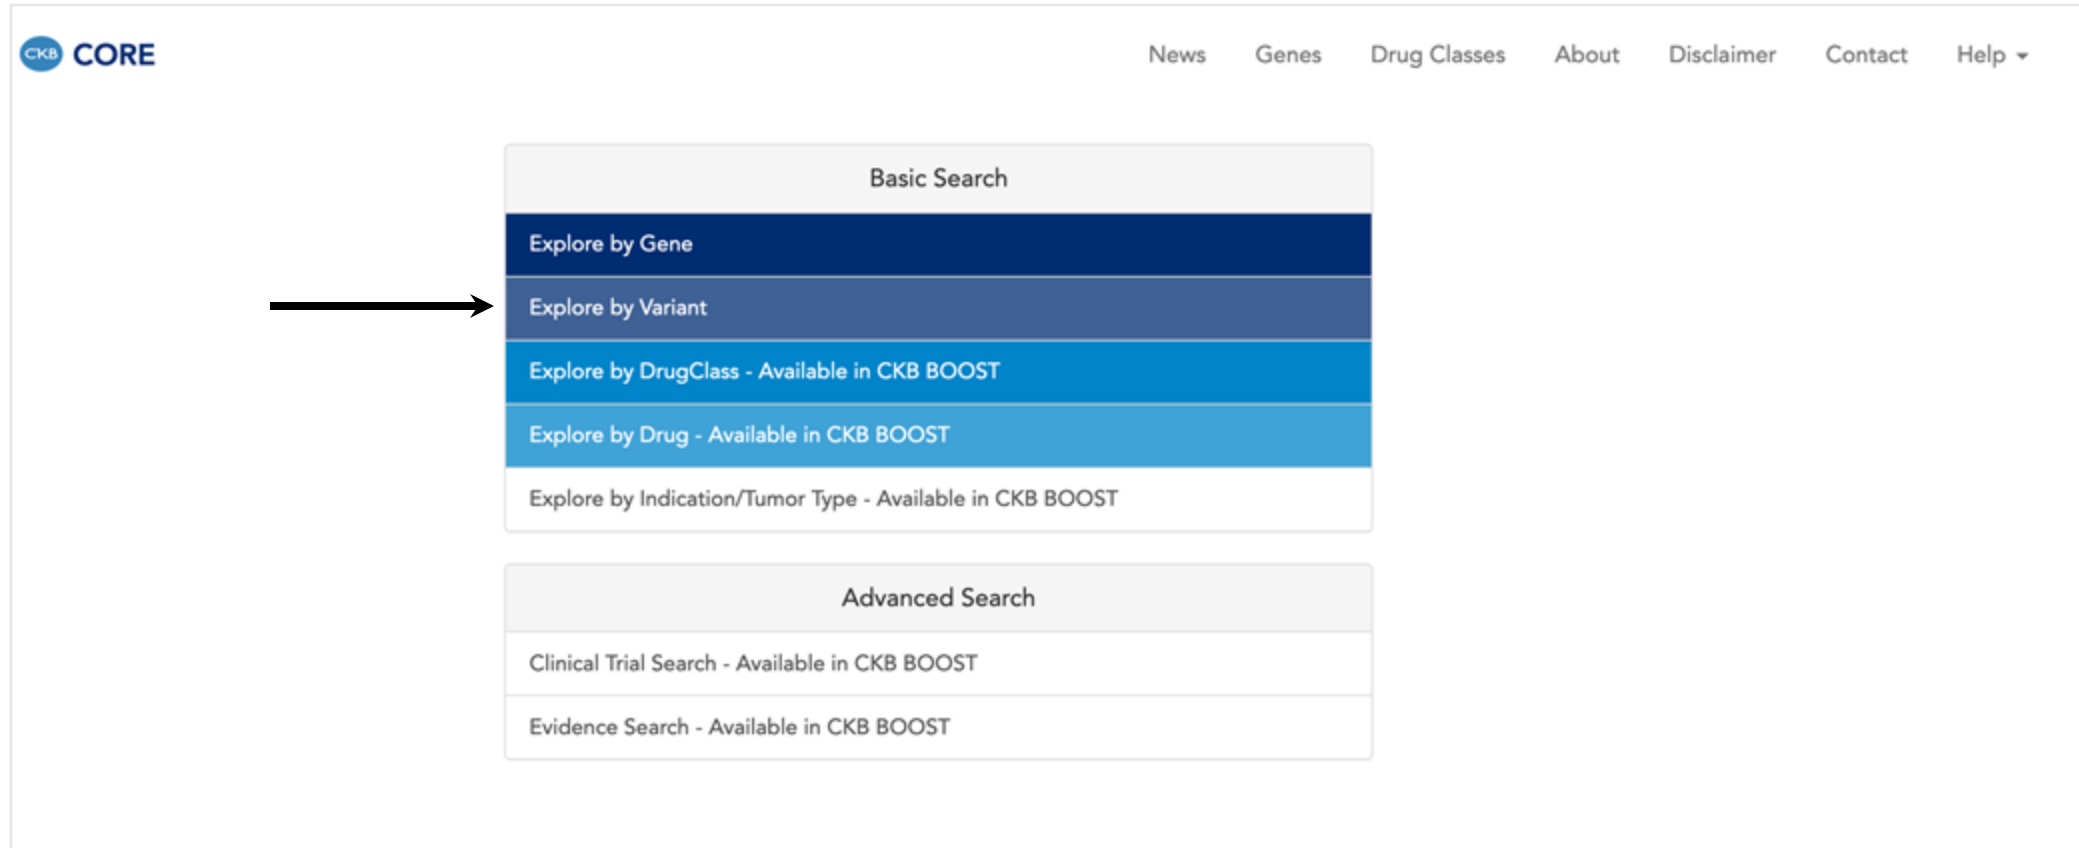 CKB CORE News Genes Drug Classes About Disclaimer Contact Help
Basic Search
Explore by Gene
Explore by Variant
Explore by DrugClass - Available in CKB BOOST
Explore by Drug - Available in CKB BOOST
Explore by Indication/Tumor Type - Available in CKB BOOST
Advanced Search
Clinical Trial Search - Available in CKB BOOST
Evidence Search - Available in CKB BOOST